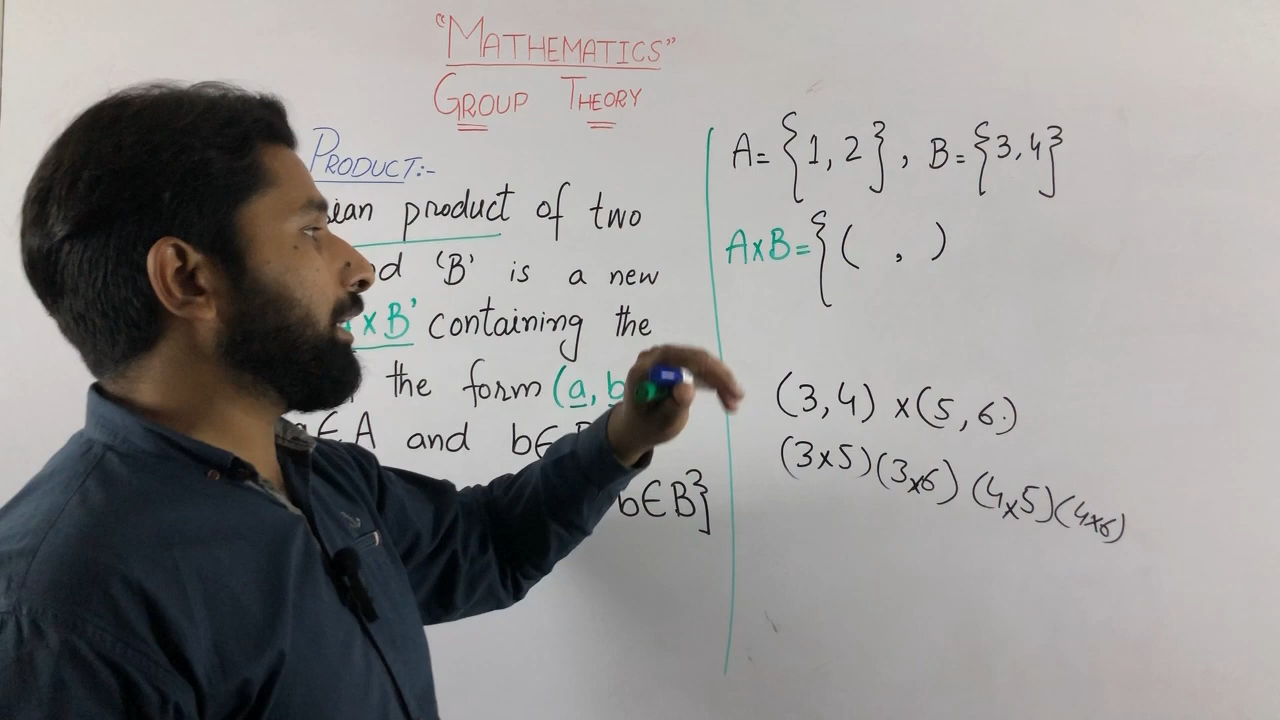 "MATHEMATICS"
GROUP THEORY
PRODUCT:-
product of two
'B' is a new
x B' containing the
the form (a, b
∈A and b∈
b∈B}
A= {1, 2} , B= {3, 4}
AxB= { ( , )
(3, 4) x (5, 6.)
(3x5) (3x6) (4x5) (4x6)